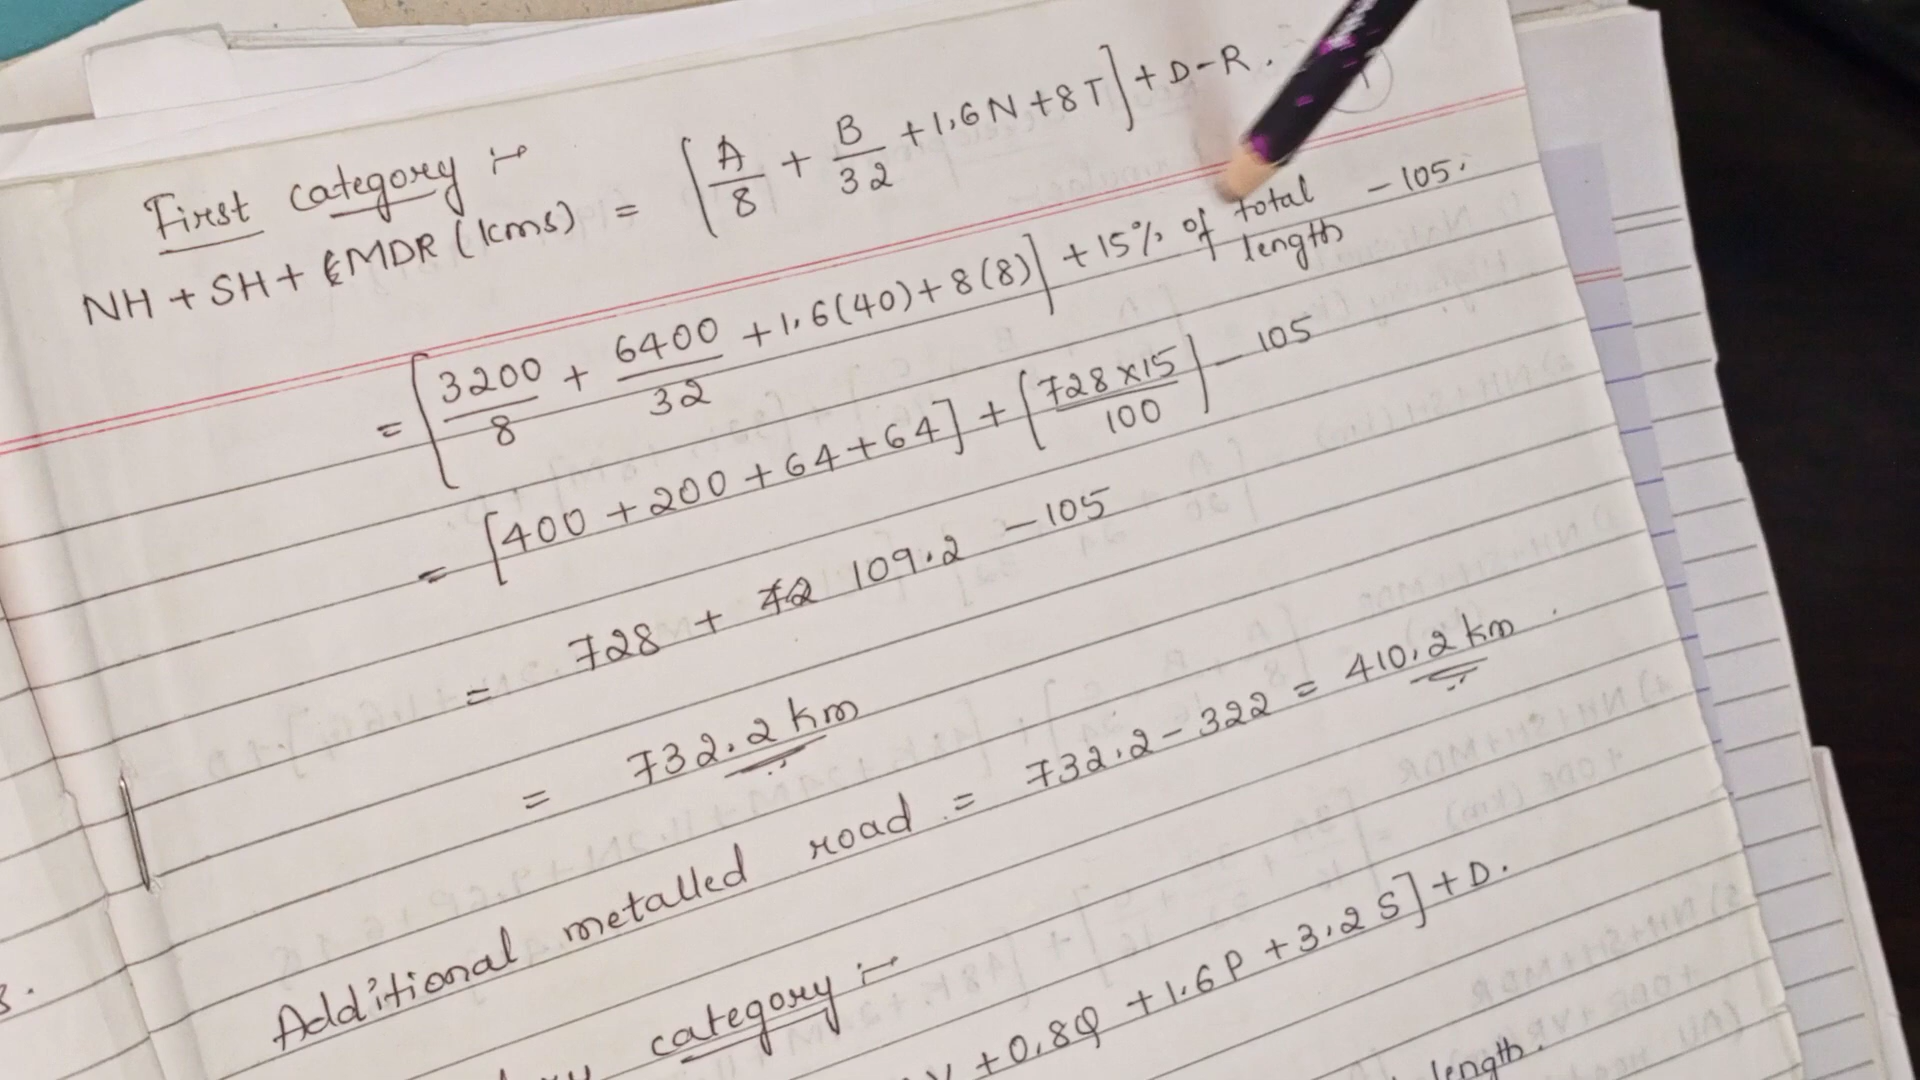 First category :-
NH + SH + MDR (kms) = [A/8 + B/32 + 1.6N + 8T] + D - R.
= [3200/8 + 6400/32 + 1.6(40) + 8(8)] + 15% of total length - 105.
= [400 + 200 + 64 + 64] + [728 x 15/100] - 105
= 728 + 109.2 - 105
= 732.2 km
Additional metalled road = 732.2 - 322 = 410.2 km.
category :-
+ 0.8Q + 1.6P + 3.2S] + D.
length.